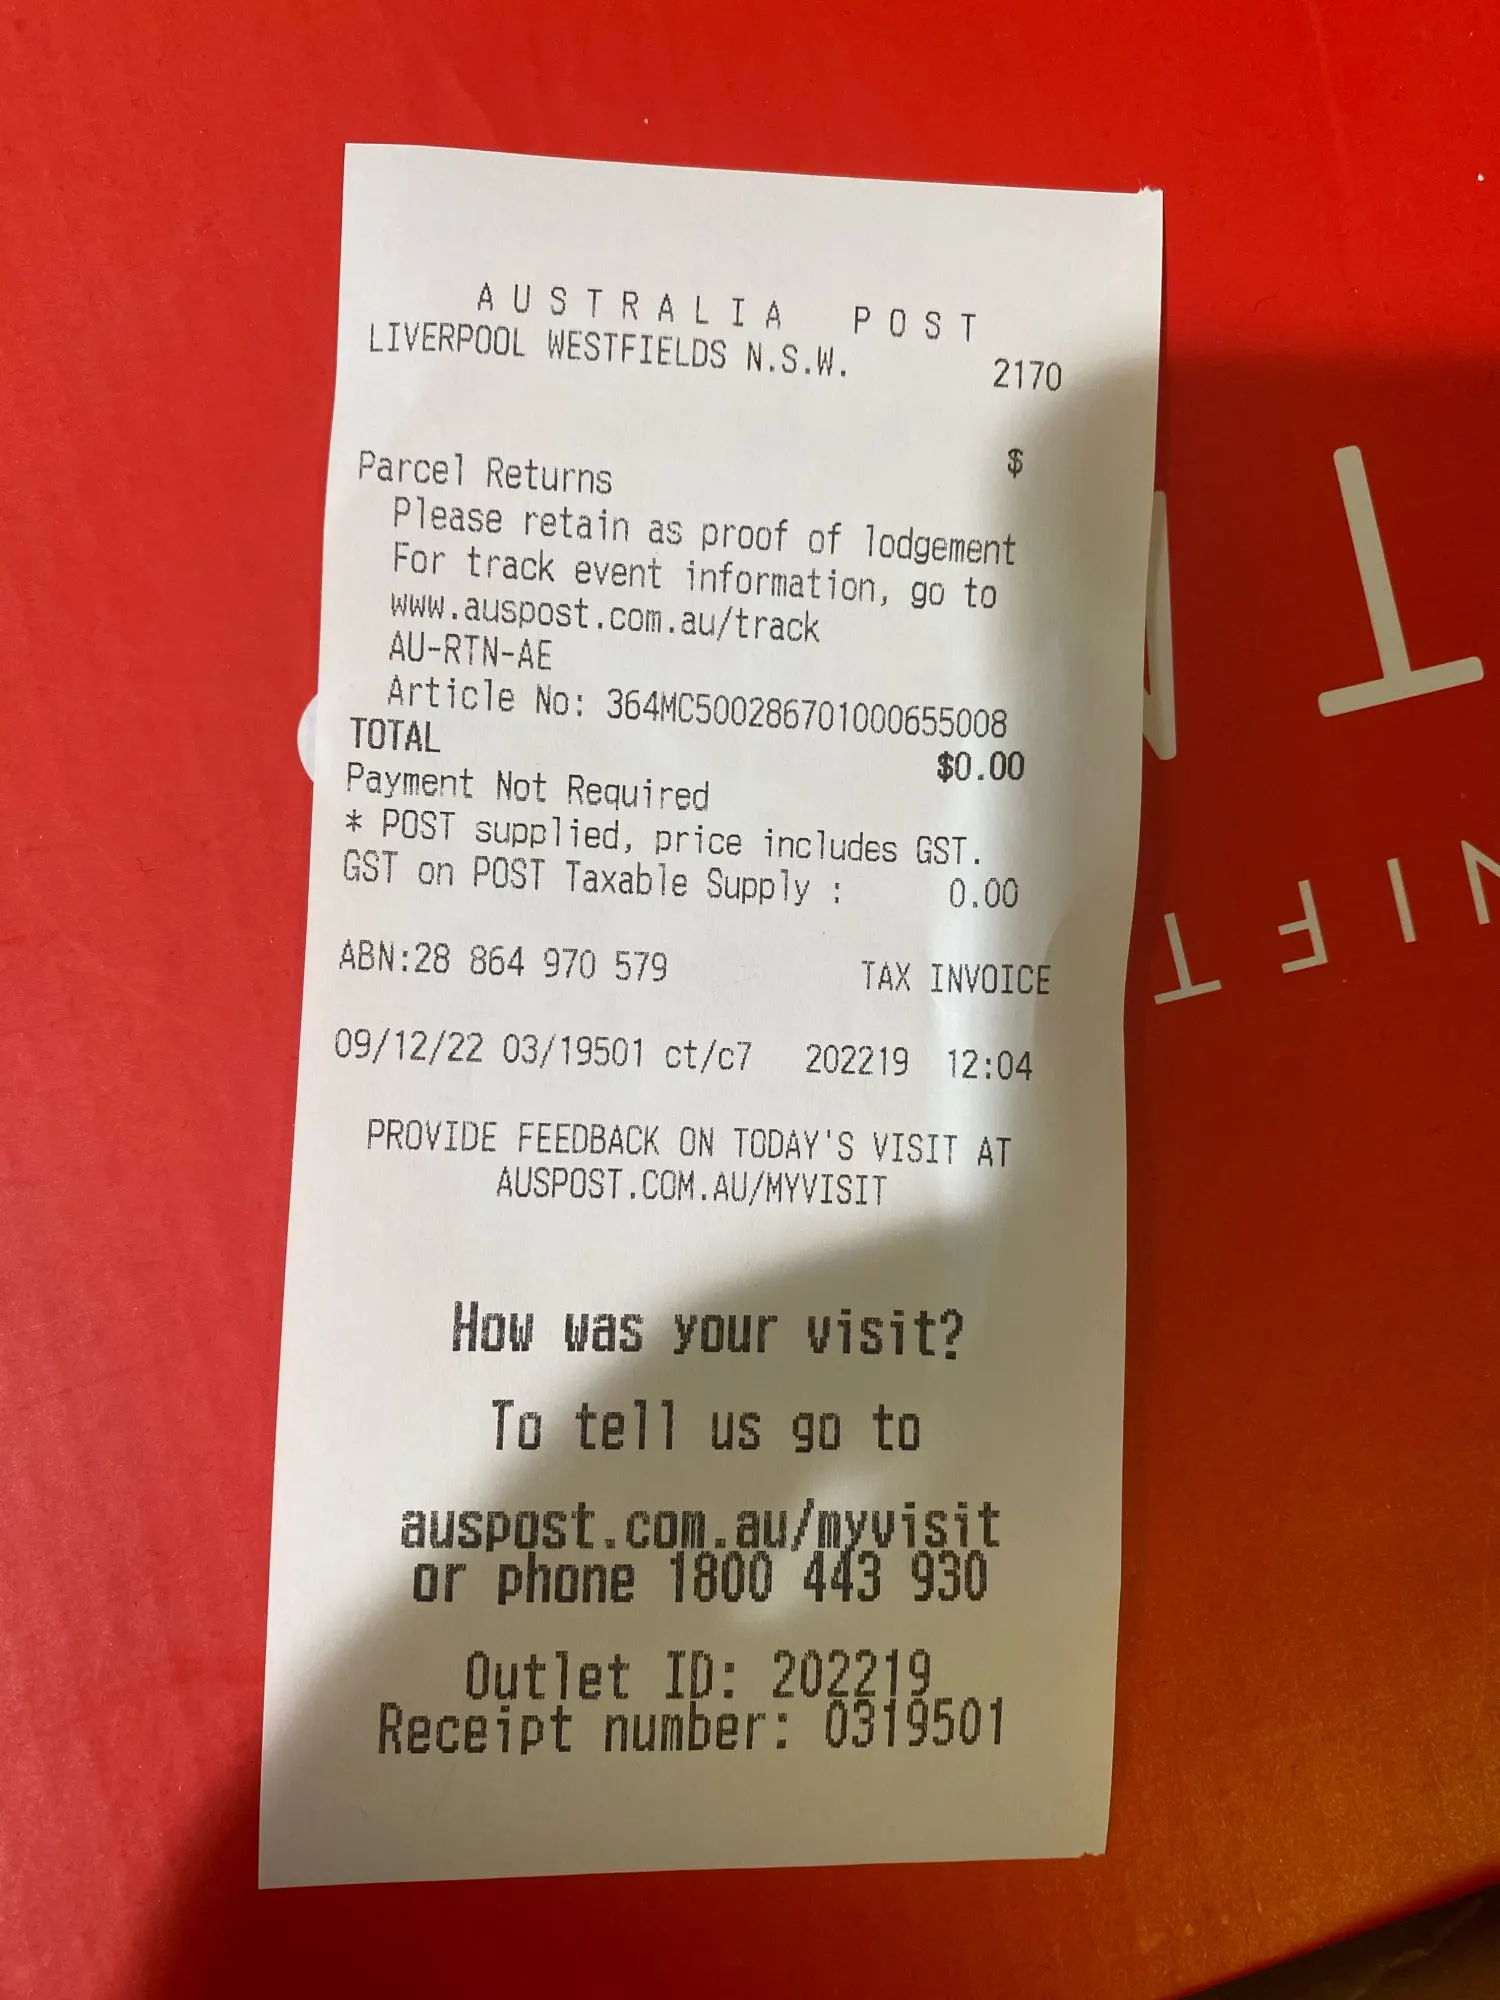 AUSTRALIA POST
LIVERPOOL WESTFIELDS N.S.W. 2170
$
Parcel Returns
Please retain as proof of lodgement
For track event information, go to
www.auspost.com.au/track
AU-RTN-AE
Article No: 364MC500286701000655008
TOTAL $0.00
Payment Not Required
* POST supplied, price includes GST.
GST on POST Taxable Supply : 0.00
ABN:28 864 970 579 TAX INVOICE
09/12/22 03/19501 ct/c7 202219 12:04
PROVIDE FEEDBACK ON TODAY'S VISIT AT
AUSPOST.COM.AU/MYVISIT
How was your visit?
To tell us go to
auspost.com.au/myvisit
or phone 1800 443 930
Outlet ID: 202219
Receipt number: 0319501